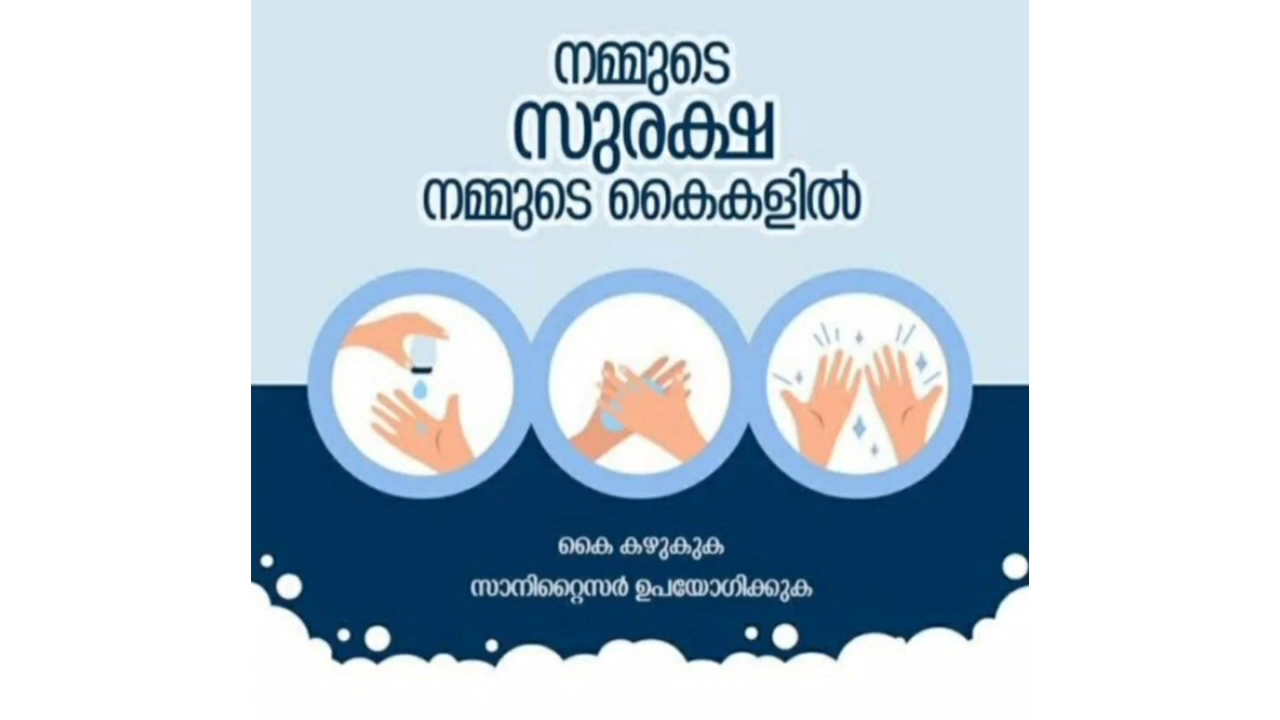 നമ്മുടെ
സുരക്ഷ
നമ്മുടെ കൈകളിൽ
കൈ കഴുകുക
സാനിറ്റൈസർ ഉപയോഗിക്കുക